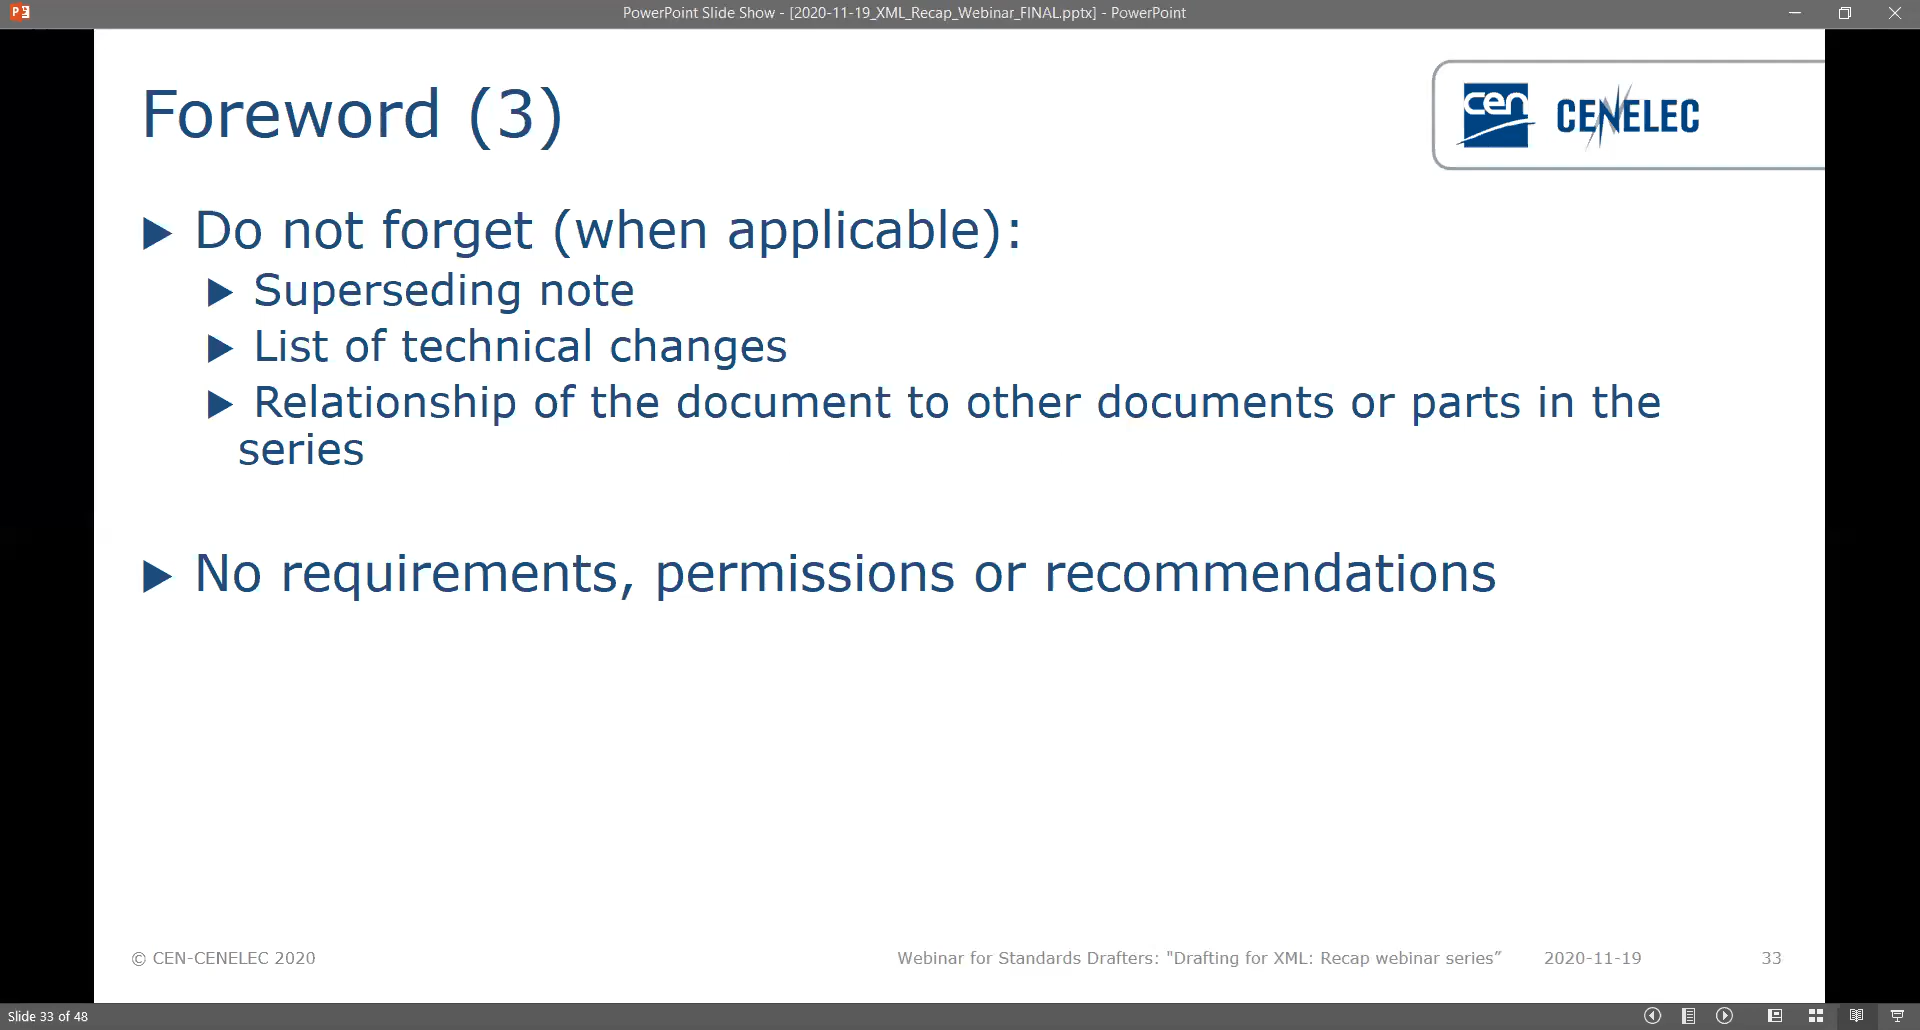 PowerPoint Slide Show - [2020-11-19_XML_Recap_Webinar_FINAL.pptx] - PowerPoint
Foreword (3)
cen CENELEC
Do not forget (when applicable):
Superseding note
List of technical changes
Relationship of the document to other documents or parts in the
series
No requirements, permissions or recommendations
© CEN-CENELEC 2020
Webinar for Standards Drafters: "Drafting for XML: Recap webinar series”
2020-11-19
33
Slide 33 of 48